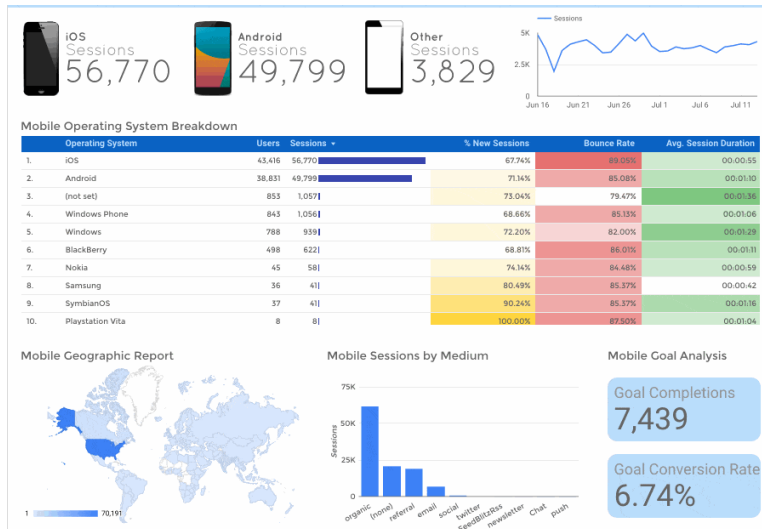 iOS
Sessions
56,770
Android
Sessions
49,799
Other
Sessions
3,829
Sessions
5K
2.5K
0
Jun 16 Jun 21 Jun 26 Jul 1 Jul 6 Jul 11
Mobile Operating System Breakdown
Operating System Users Sessions % New Sessions Bounce Rate Avg. Session Duration
1. iOS 43,416 56,770 67.74% 89.05% 00:00:55
2. Android 38,831 49,799 71.14% 85.08% 00:01:10
3. (not set) 853 1,057 73.04% 79.47% 00:01:36
4. Windows Phone 843 1,056 68.66% 85.13% 00:01:06
5. Windows 788 939 72.20% 82.00% 00:01:29
6. BlackBerry 498 622 68.81% 86.01% 00:01:11
7. Nokia 45 58 74.14% 84.48% 00:00:59
8. Samsung 36 41 80.49% 85.37% 00:00:42
9. SymbianOS 37 41 90.24% 85.37% 00:01:16
10. Playstation Vita 8 8 100.00% 87.50% 00:01:04
Mobile Geographic Report
1 70,191
Mobile Sessions by Medium
Sessions
75K
50K
25K
0
organic (none) referral email social twitter SeedBlitzRss newsletter Chat push
Mobile Goal Analysis
Goal Completions
7,439
Goal Conversion Rate
6.74%